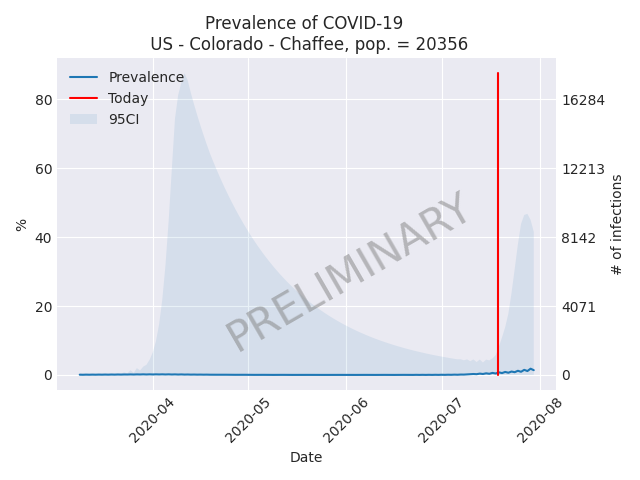 Prevalence of COVID-19
US - Colorado - Chaffee, pop. = 20356
Prevalence
Today
95CI
80
60
40
20
0
%
16284
12213
8142
4071
0
# of infections
PRELIMINARY
2020-04
2020-05
2020-06
2020-07
2020-08
Date